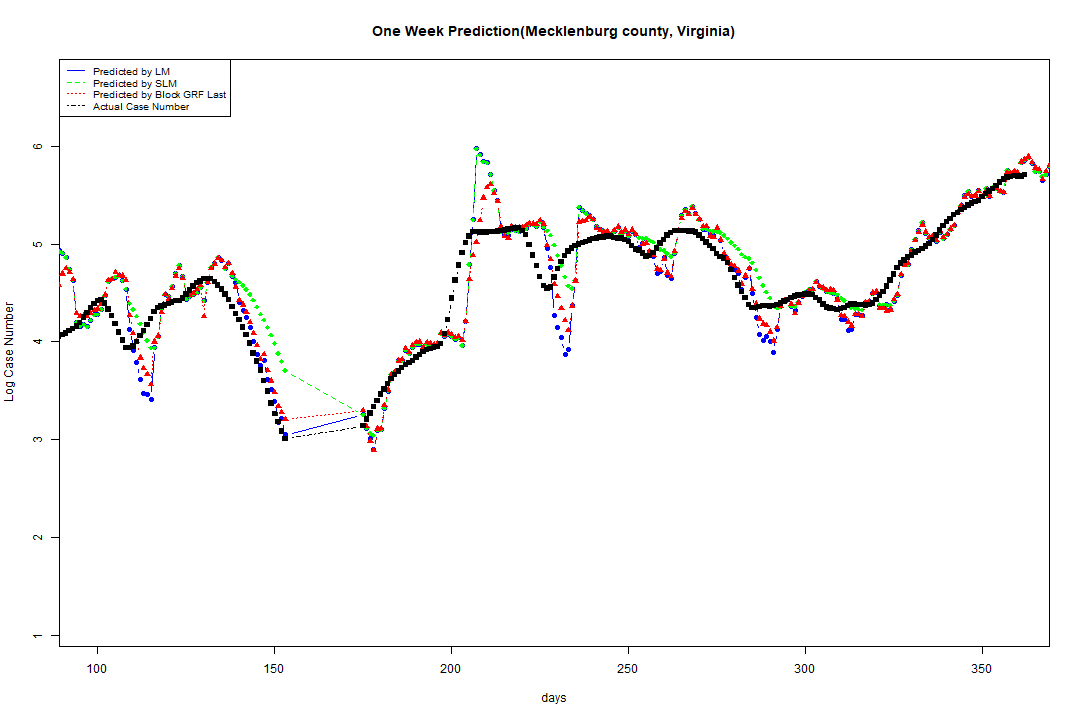 One Week Prediction(Mecklenburg county, Virginia)
Predicted by LM
Predicted by SLM
Predicted by Block GRF Last
Actual Case Number
6
5
4
3
2
1
Log Case Number
100 150 200 250 300 350
days